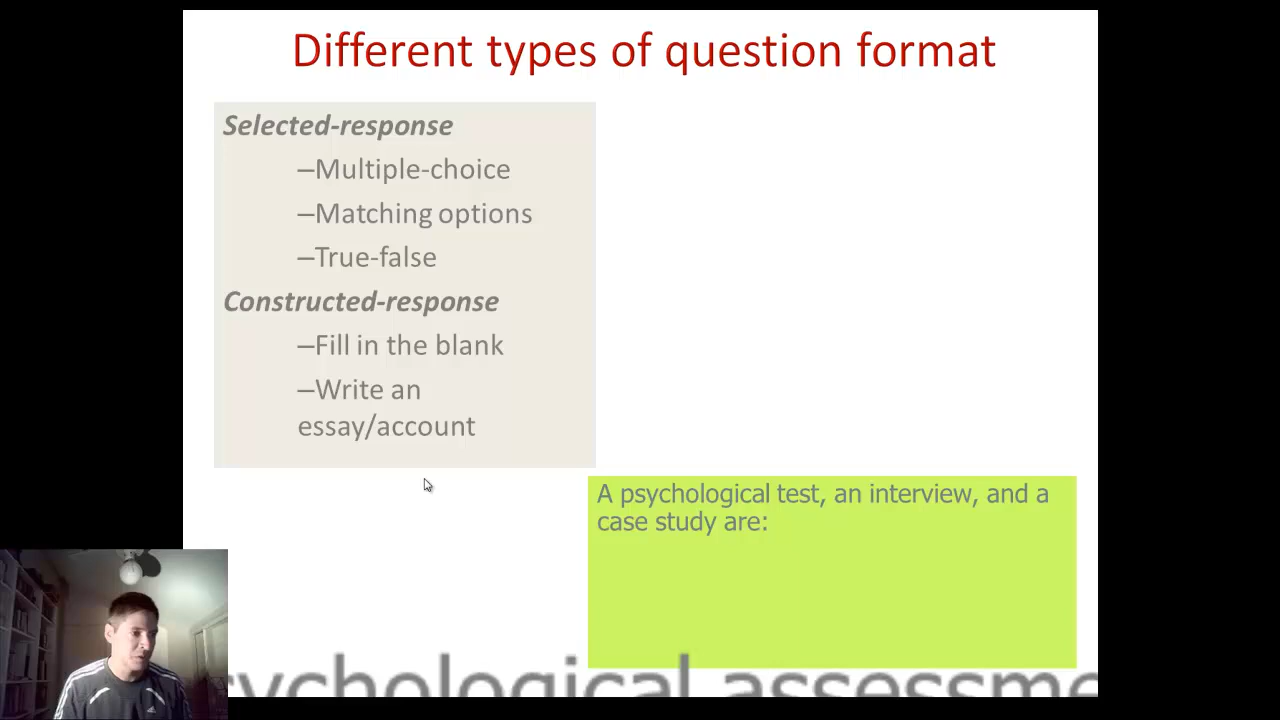 Different types of question format
Selected-response
–Multiple-choice
–Matching options
–True-false
Constructed-response
–Fill in the blank
–Write an
essay/account
A psychological test, an interview, and a
case study are: